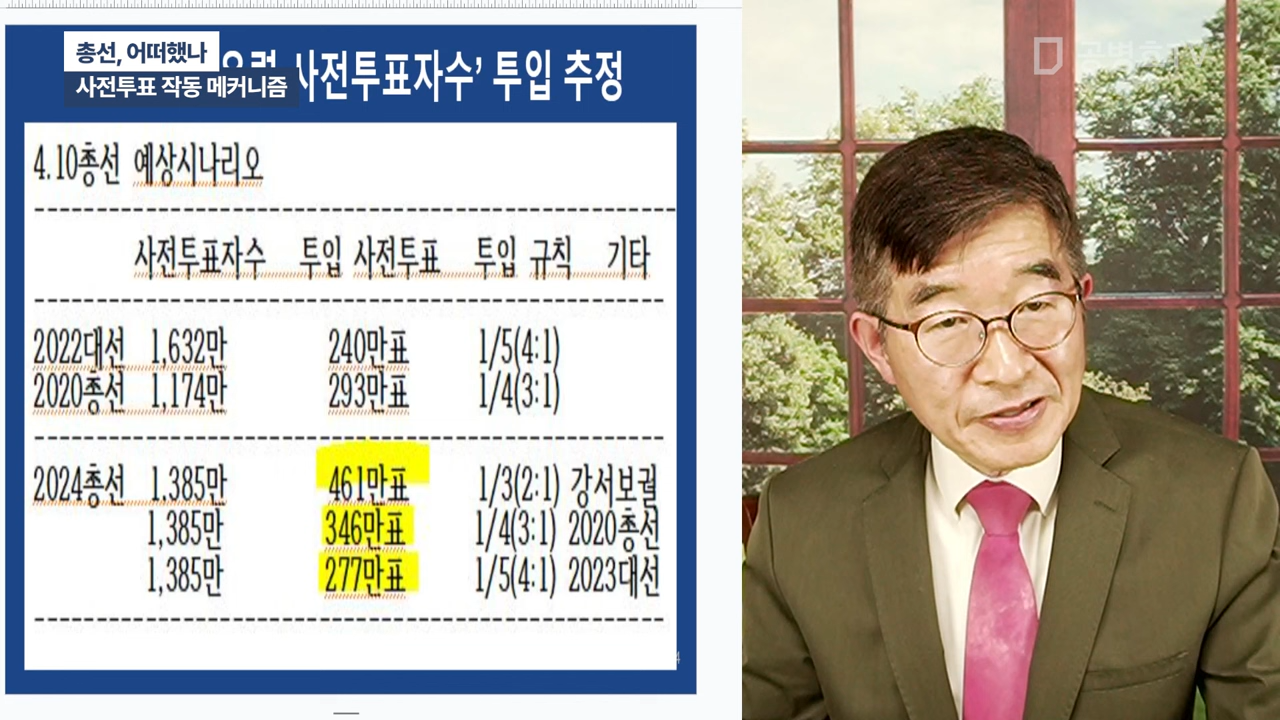 총선, 어떠했나
사전투표 작동 메커니즘
사전투표자수’ 투입 추정
공병호TV
4.10총선 예상시나리오
사전투표자수 투입 사전투표 투입 규칙 기타
2022대선 1,632만 240만표 1/5(4:1)
2020총선 1,174만 293만표 1/4(3:1)
2024총선 1,385만 461만표 1/3(2:1) 강서보궐
1,385만 346만표 1/4(3:1) 2020총선
1,385만 277만표 1/5(4:1) 2023대선
4